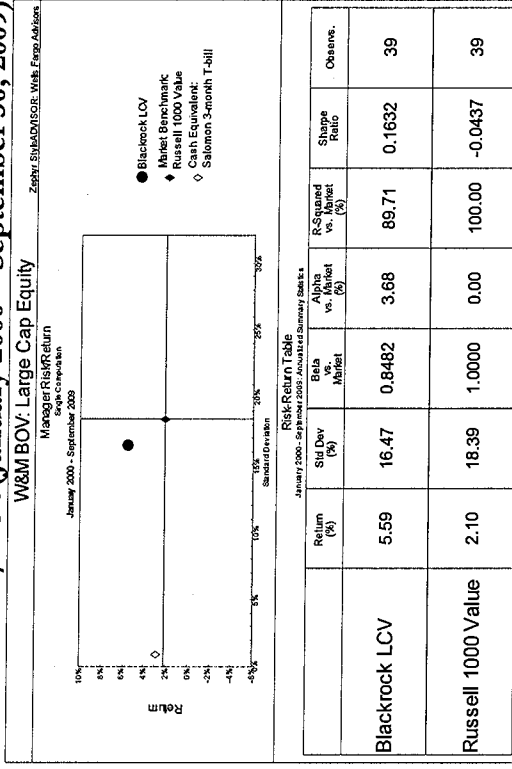 September 30, 2009)
Zephyr StyleADVISOR: Wells Fargo Advisors
W&M BOV: Large Cap Equity
Manager Risk/Return
Single Computation
January 2000 - September 2009
10%
8%
6%
4%
2%
0%
-2%
-4%
-6%
Return
0%
5%
10%
15%
20%
25%
30%
Standard Deviation
Blackrock LCV
Market Benchmark:
Russell 1000 Value
Cash Equivalent:
Salomon 3-month T-bill
Risk-Return Table
January 2000 - September 2009: Annualized Summary Statistics
Return (%)
Std Dev (%)
Beta vs. Market
Alpha vs. Market (%)
R-Squared vs. Market (%)
Sharpe Ratio
Observs.
Blackrock LCV 5.59 16.47 0.8482 3.68 89.71 0.1632 39
Russell 1000 Value 2.10 18.39 1.0000 0.00 100.00 -0.0437 39